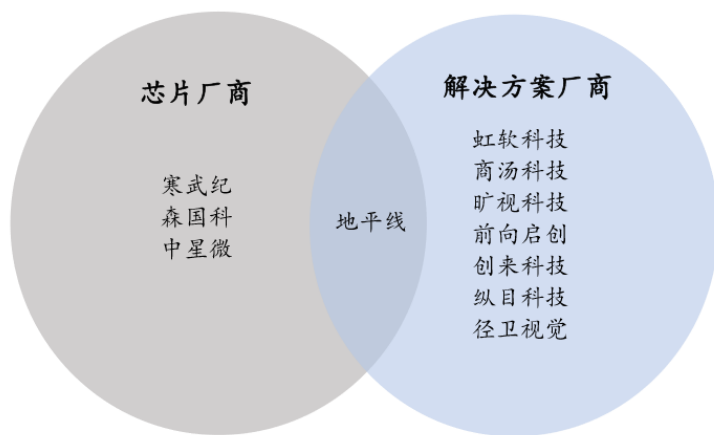 芯片厂商
寒武纪
森国科
中星微
地平线
解决方案厂商
虹软科技
商汤科技
旷视科技
前向启创
创来科技
纵目科技
径卫视觉